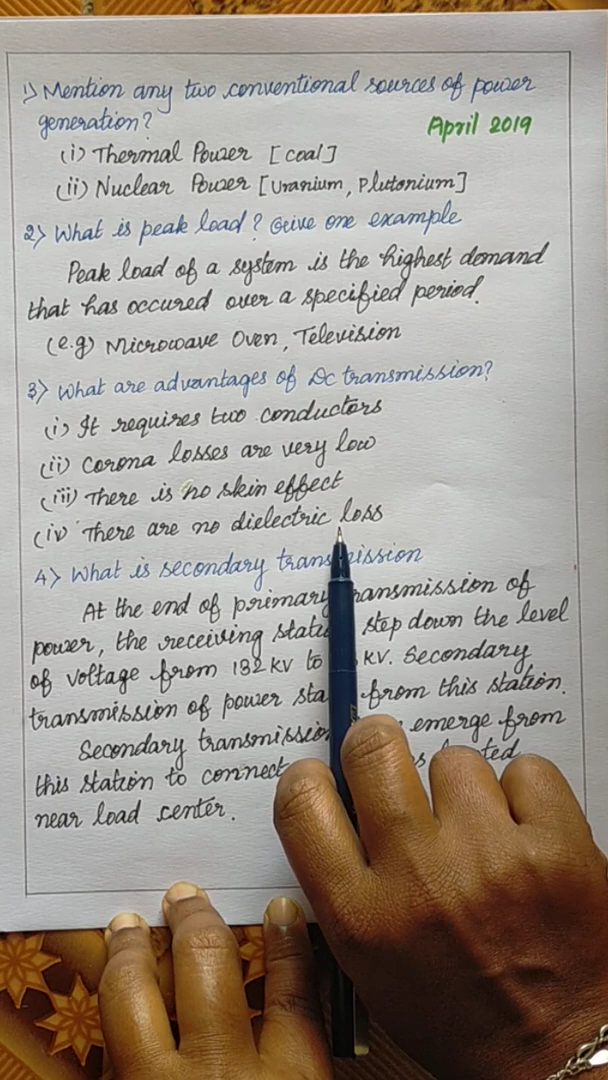 1) Mention any two conventional sources of power
generation?
April 2019
(i) Thermal Power [coal]
(ii) Nuclear Power [Uranium, Plutonium]
2) What is peak load? Give one example
Peak load of a system is the highest demand
that has occured over a specified period.
(e.g) Microwave Oven, Television
3) What are advantages of Dc transmission?
(i) It requires two conductors
(ii) Corona losses are very low
(iii) There is no skin effect
(iv) There are no dielectric loss
4) What is secondary transmission
At the end of primary transmission of
power, the receiving step down the level
of voltage from 132 KV to KV. Secondary
transmission of power from this station.
Secondary transmission emerge from
this station to connect
near load center.